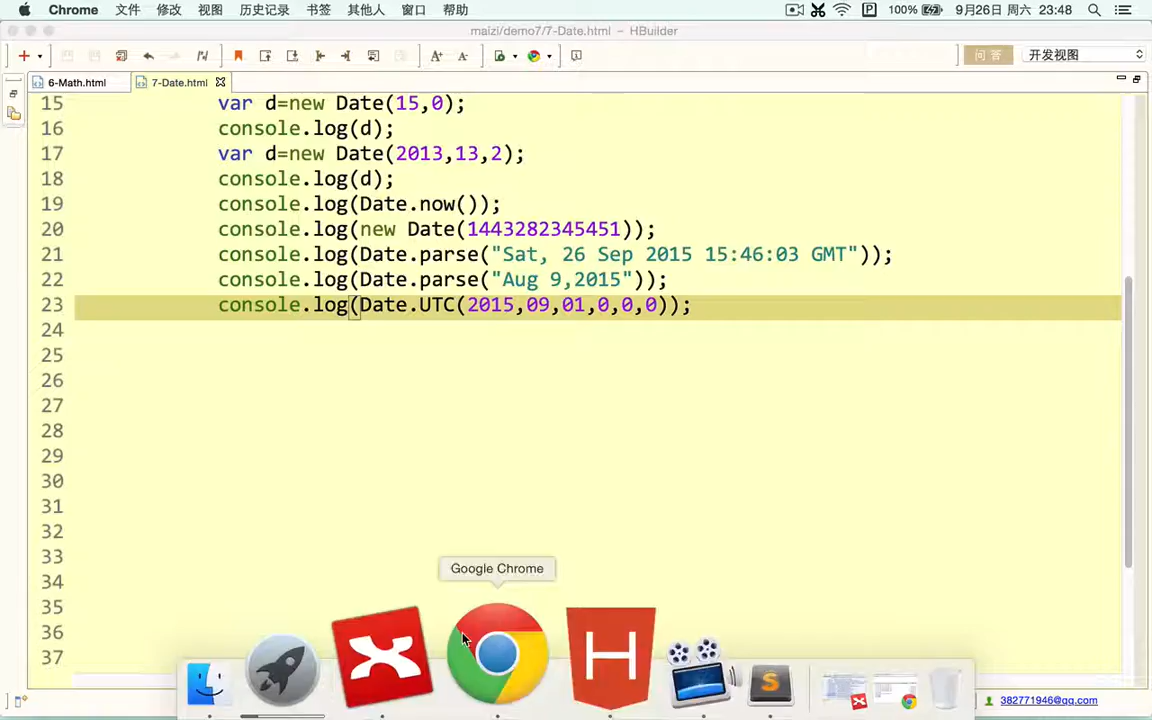 Chrome 文件 修改 视图 历史记录 书签 其他人 窗口 帮助 100% 9月26日 周六 23:48
maizi/demo7/7-Date.html – HBuilder
问 答 开发视图
6-Math.html 7-Date.html
15 var d=new Date(15,0);
16 console.log(d);
17 var d=new Date(2013,13,2);
18 console.log(d);
19 console.log(Date.now());
20 console.log(new Date(1443282345451));
21 console.log(Date.parse("Sat, 26 Sep 2015 15:46:03 GMT"));
22 console.log(Date.parse("Aug 9,2015"));
23 console.log(Date.UTC(2015,09,01,0,0,0));
24
25
26
27
28
29
30
31
32
33
34
35
36
37
Google Chrome
382771946@qq.com